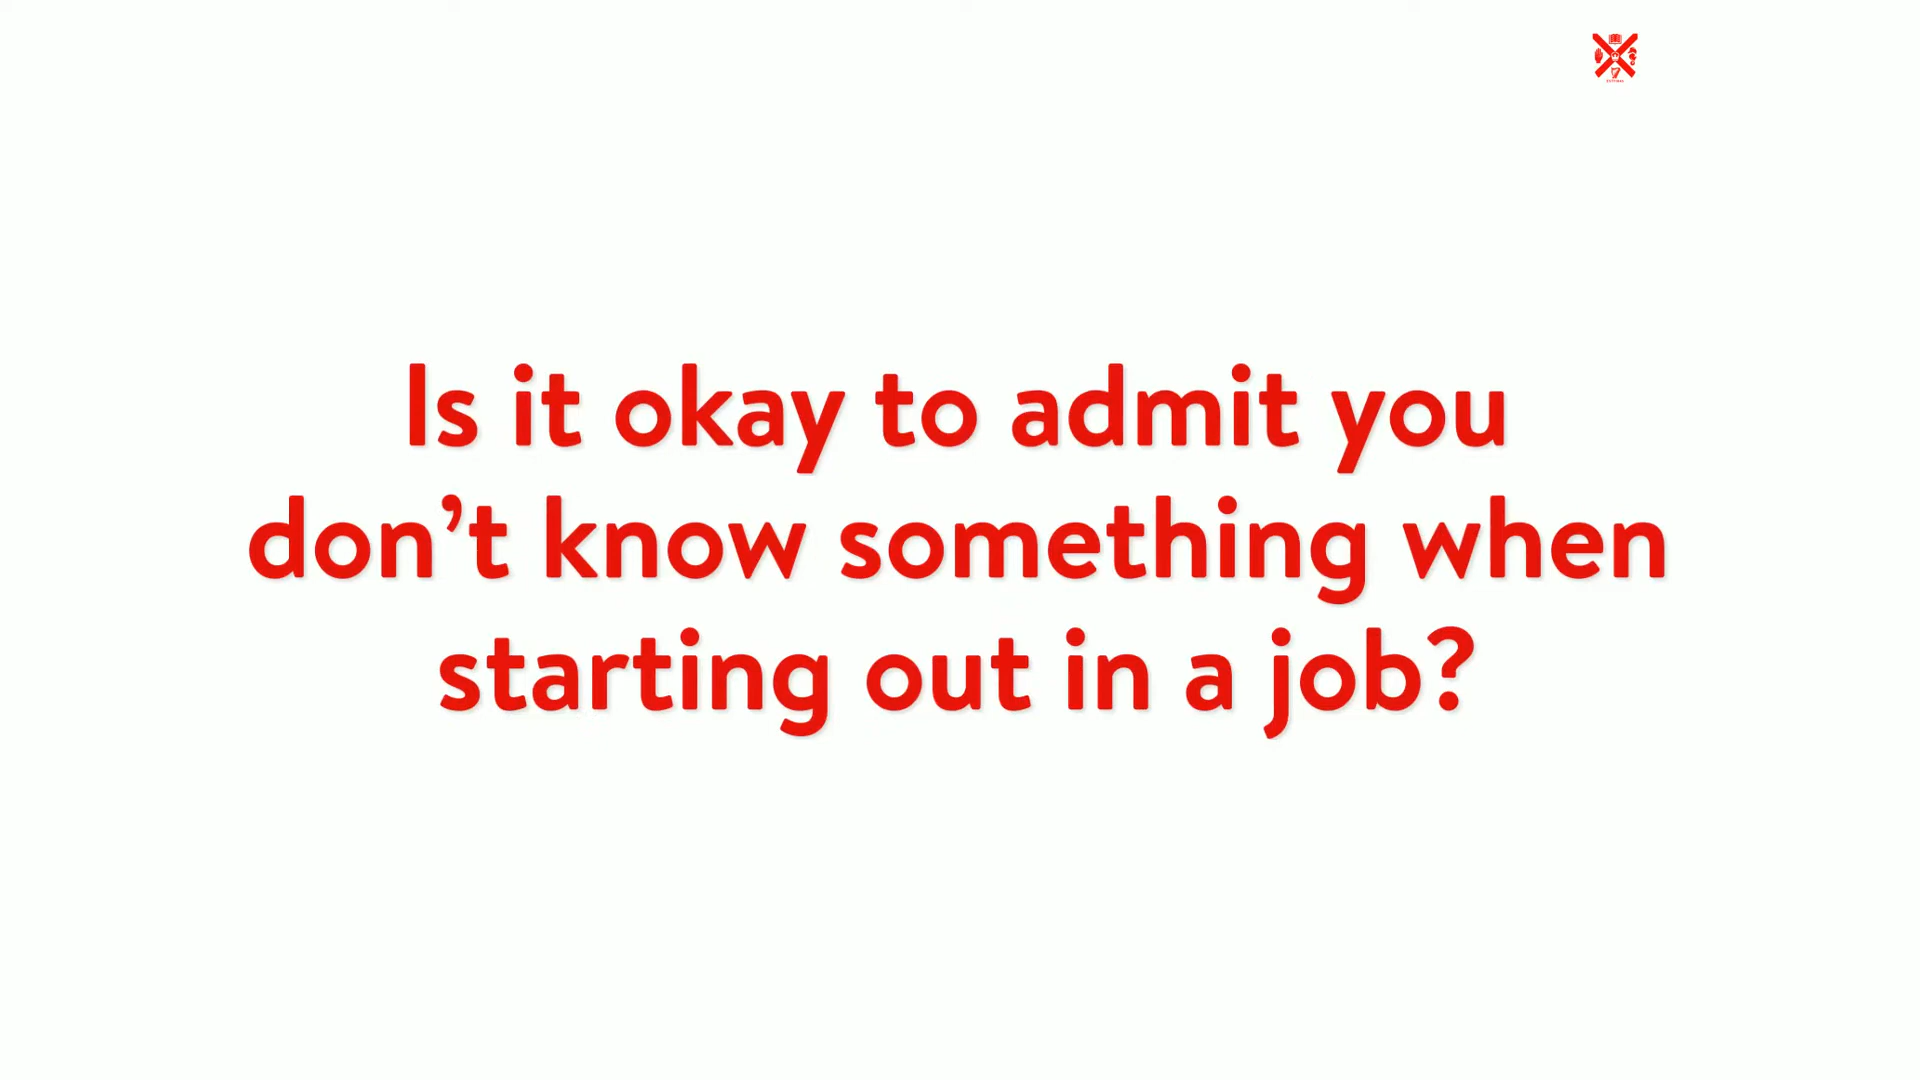 Is it okay to admit you
don’t know something when
starting out in a job?